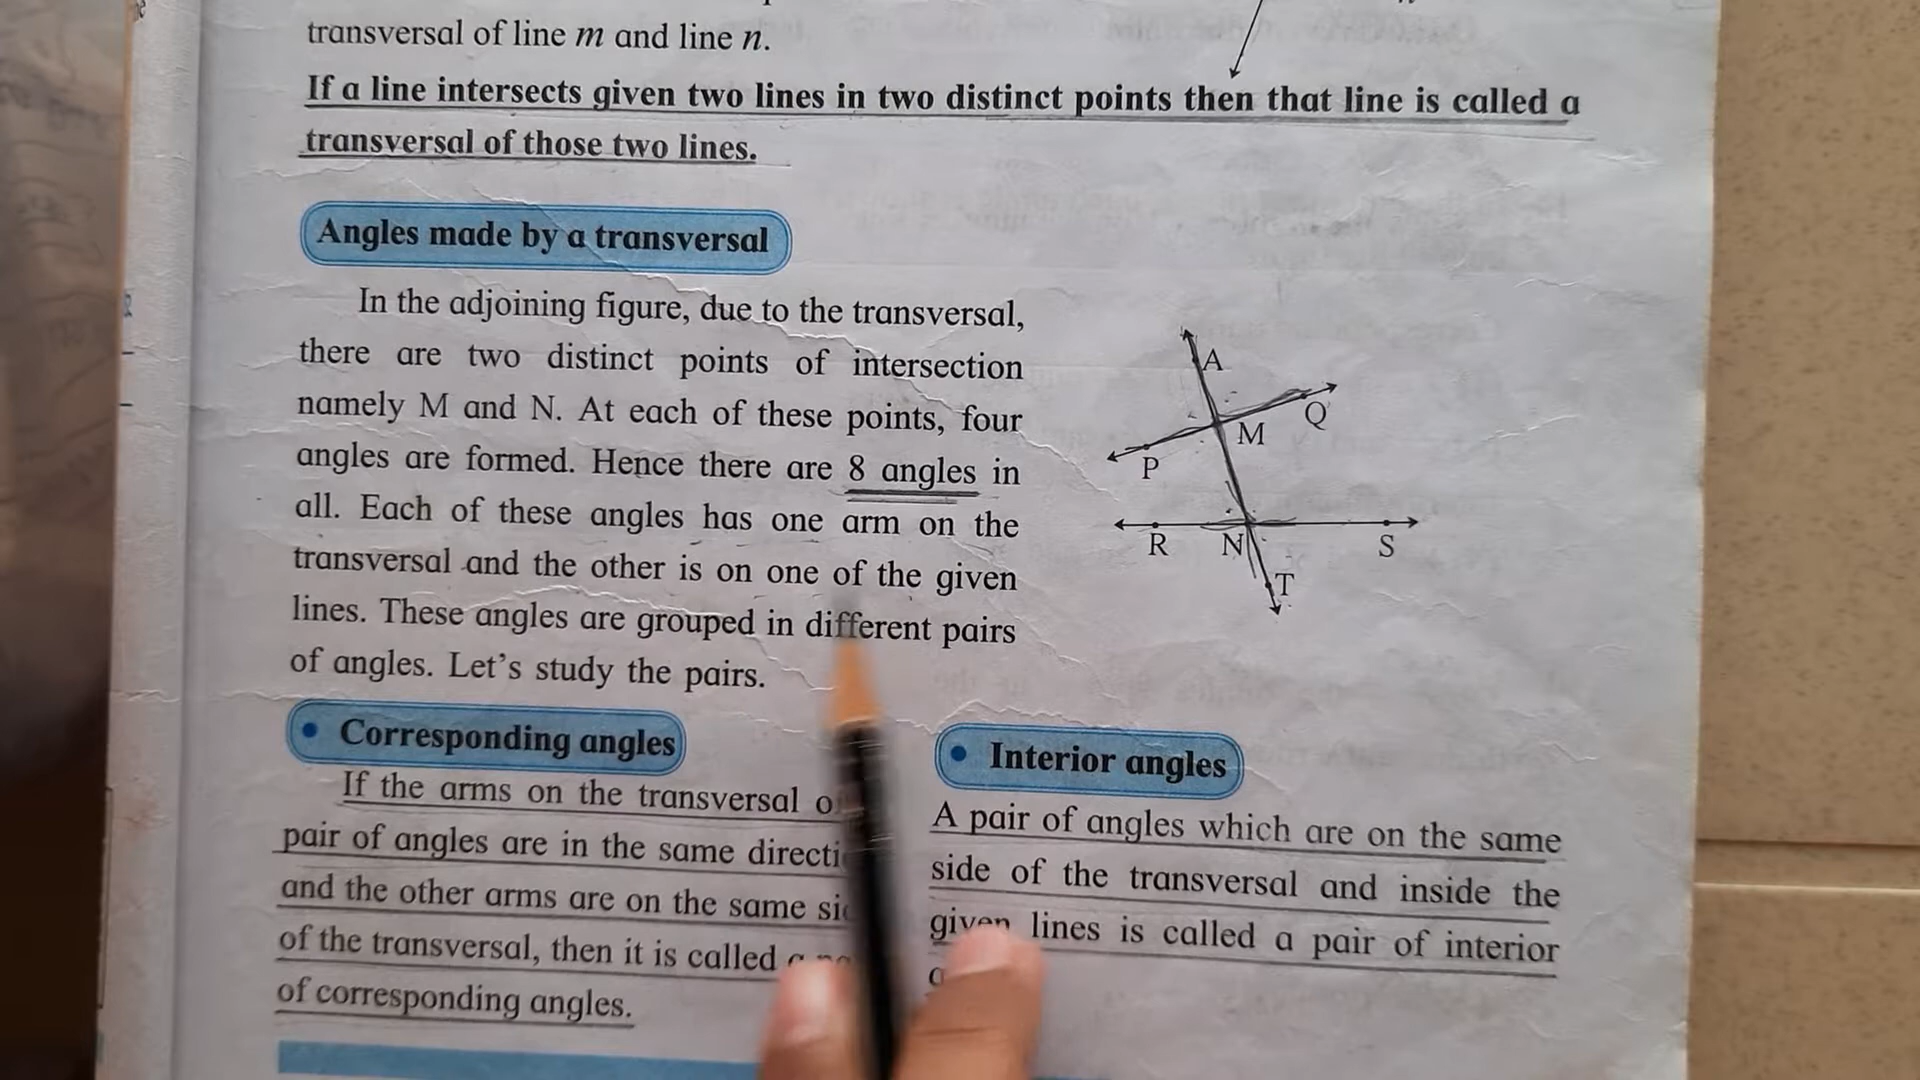 transversal of line m and line n.
If a line intersects given two lines in two distinct points then that line is called a
transversal of those two lines.
Angles made by a transversal
In the adjoining figure, due to the transversal,
there are two distinct points of intersection
namely M and N. At each of these points, four
angles are formed. Hence there are 8 angles in
all. Each of these angles has one arm on the
transversal and the other is on one of the given
lines. These angles are grouped in different pairs
of angles. Let's study the pairs.
A
Q
M
P
R
N
S
T
• Corresponding angles
If the arms on the transversal
pair of angles are in the same
and the other arms are on the same
of the transversal, then it is called
of corresponding angles.
• Interior angles
A pair of angles which are on the same
side of the transversal and inside the
given lines is called a pair of interior